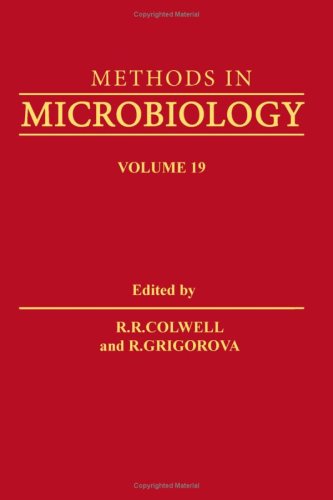 METHODS IN
MICROBIOLOGY
VOLUME 19
Edited by
R.R.COLWELL
and R.GRIGOROVA
Copyrighted Material
Copyrighted Material